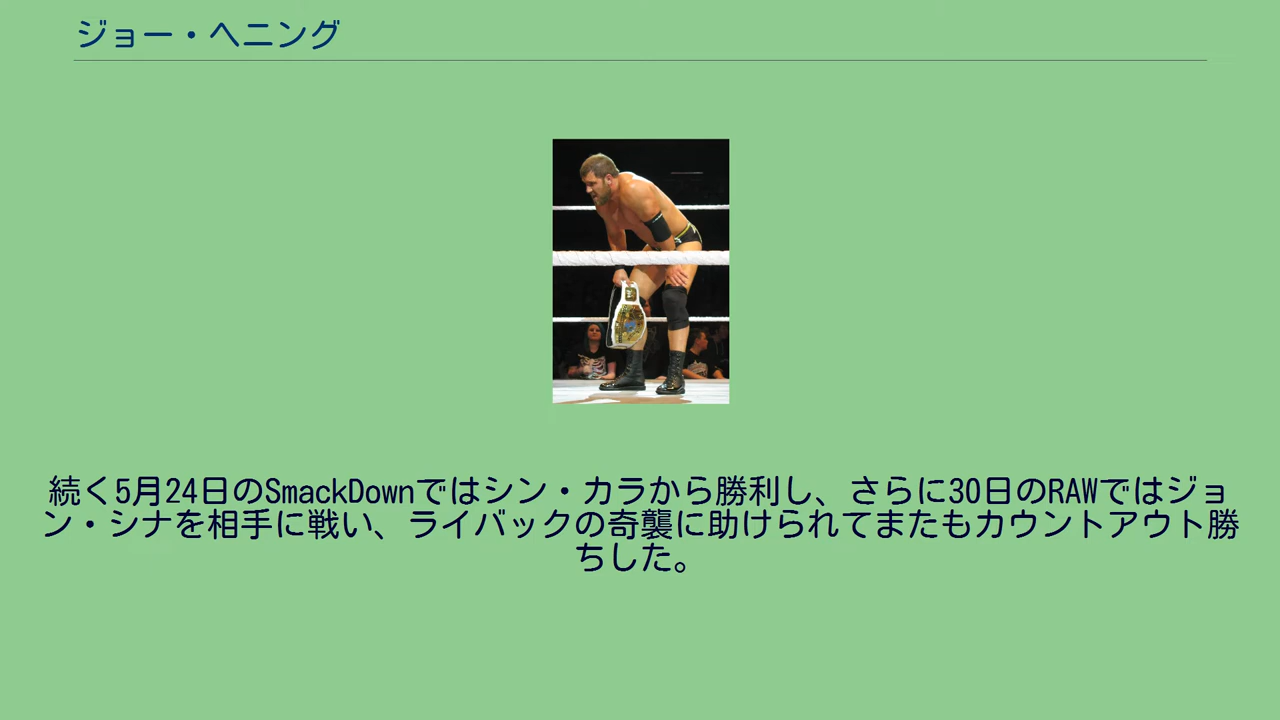 ジョー・ヘニング
続く5月24日のSmackDownではシン・カラから勝利し、さらに30日のRAWではジョ
ン・シナを相手に戦い、ライバックの奇襲に助けられてまたもカウントアウト勝
ちした。